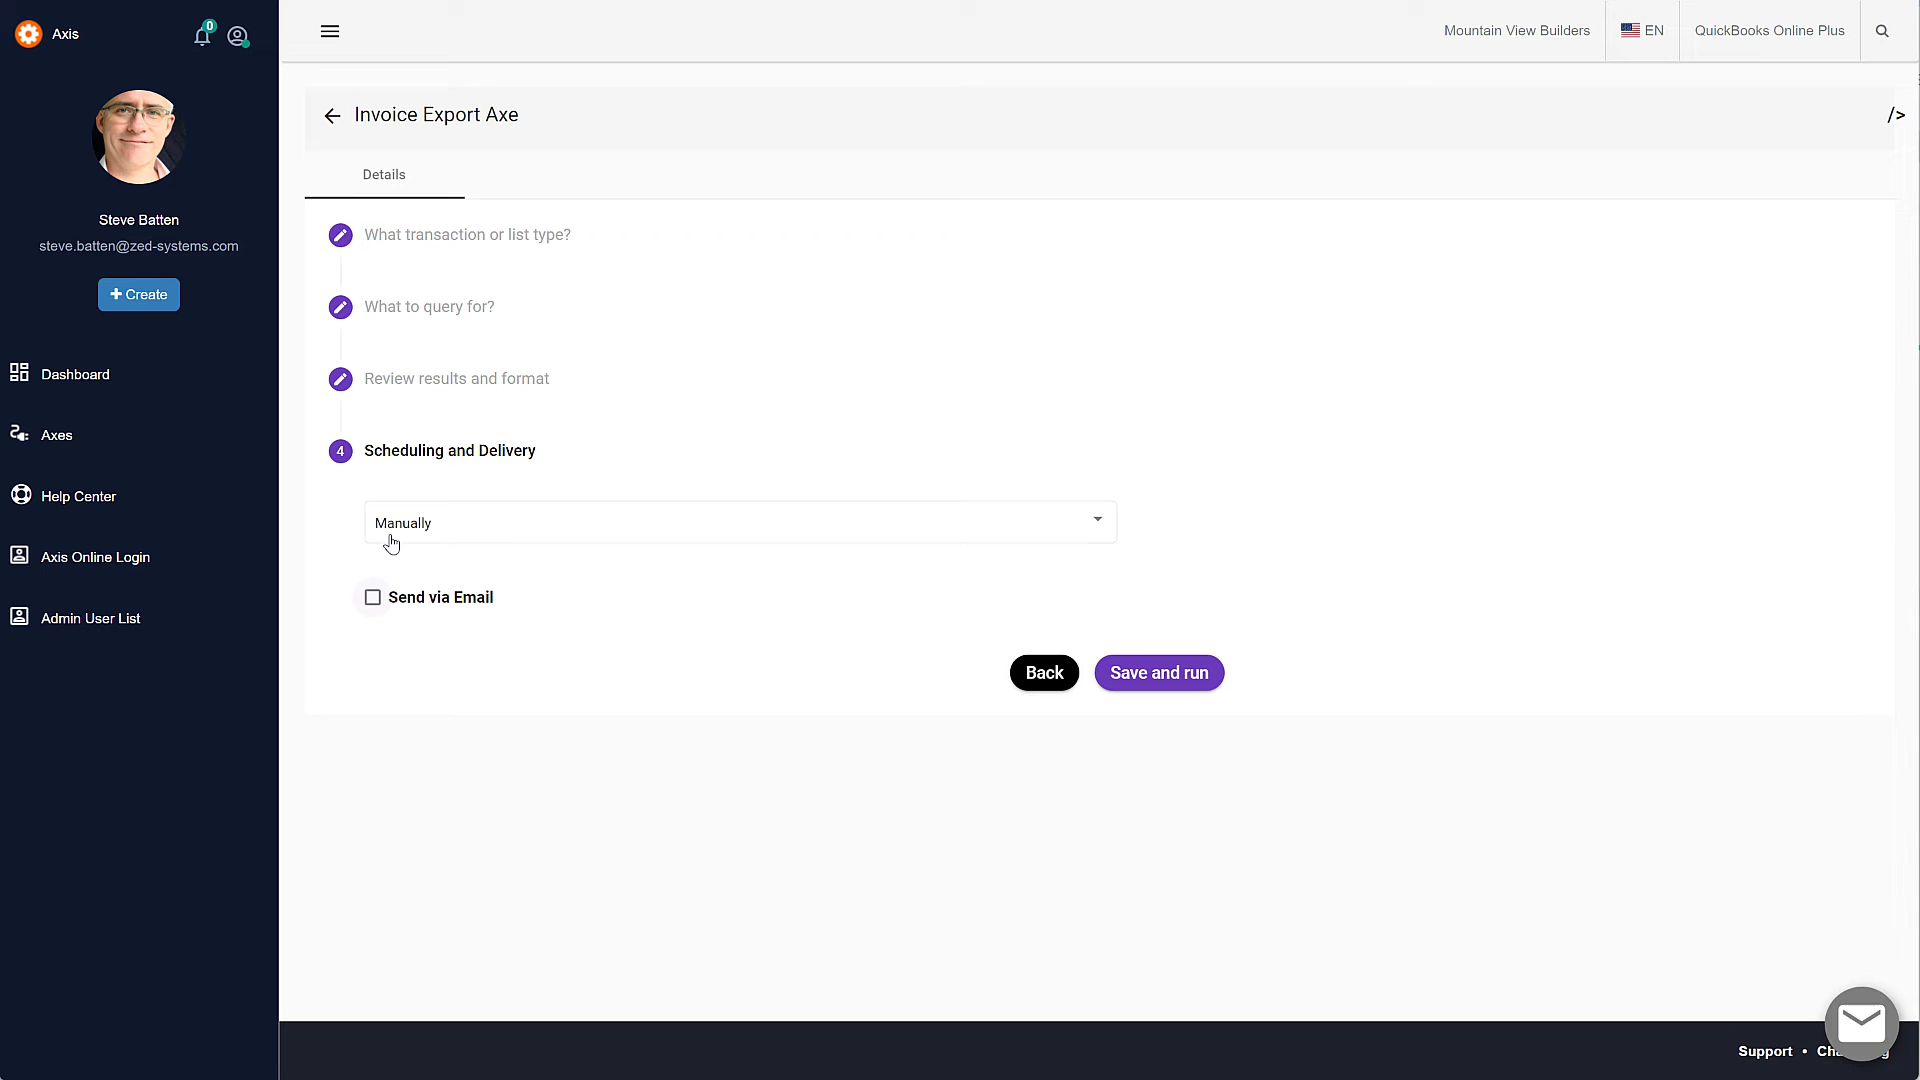 Axis
0
Mountain View Builders
EN
QuickBooks Online Plus
Invoice Export Axe
/>
Details
Steve Batten
steve.batten@zed-systems.com
+ Create
What transaction or list type?
What to query for?
Review results and format
4 Scheduling and Delivery
Manually
Send via Email
Back
Save and run
Dashboard
Axes
Help Center
Axis Online Login
Admin User List
Support •